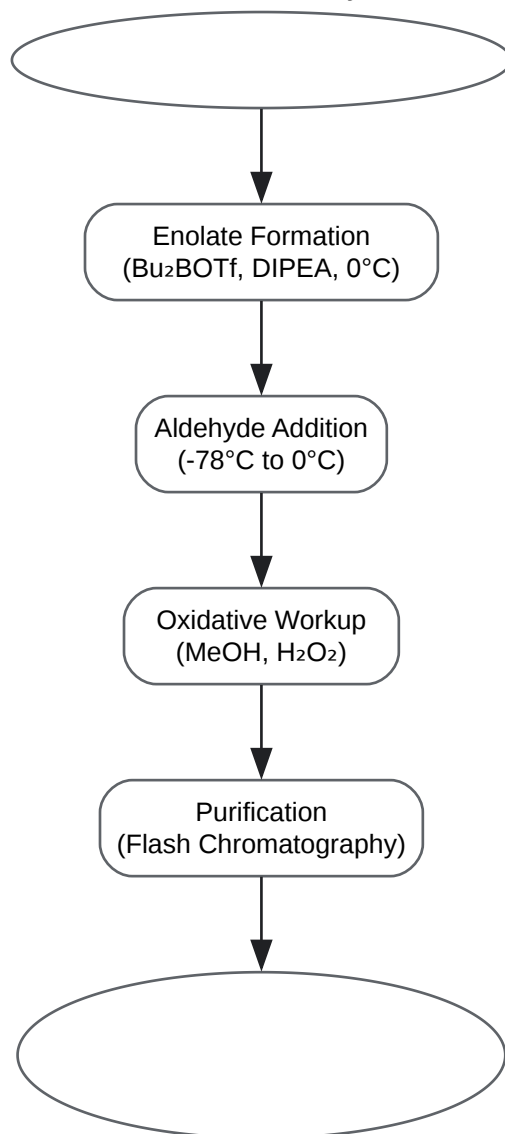 Enolate Formation
(Bu₂BOTf, DIPEA, 0°C)
Aldehyde Addition
(-78°C to 0°C)
Oxidative Workup
(MeOH, H₂O₂)
Purification
(Flash Chromatography)